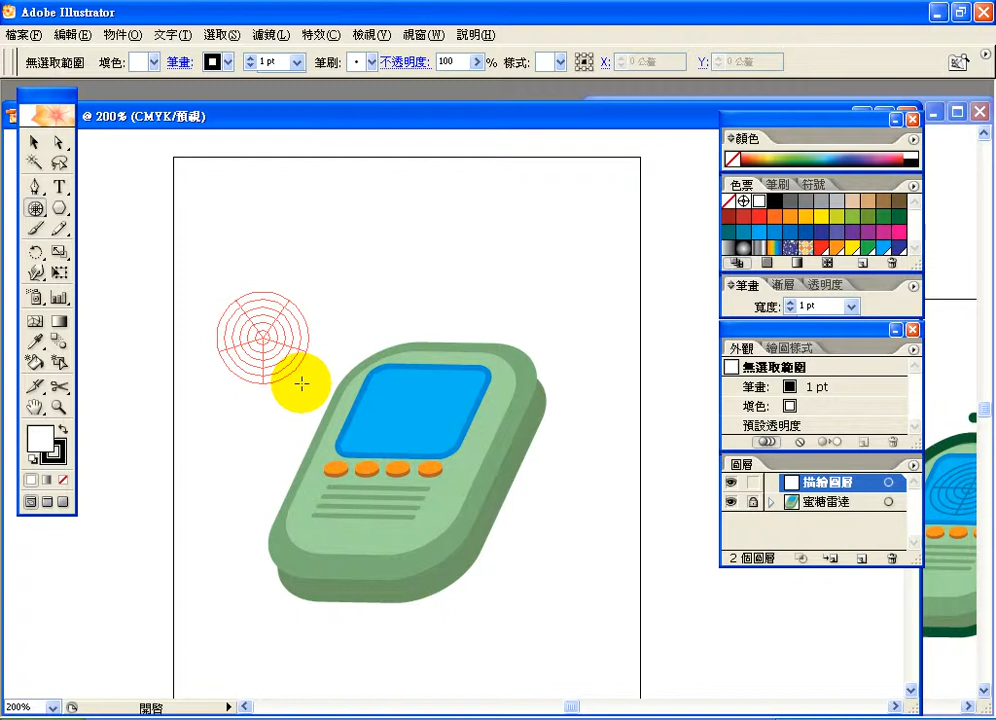 Adobe Illustrator
檔案(F) 編輯(E) 物件(O) 文字(T) 選取(S) 濾鏡(L) 特效(C) 檢視(V) 視窗(W) 說明(H)
無選取範圍 填色: 筆畫: 1 pt 筆刷: 不透明度: 100 % 樣式: X: 0 公釐 Y: 0 公釐
@ 200% (CMYK/預視)
顏色
色票 筆刷 符號
筆畫 漸層 透明度
寬度: 1 pt
外觀 繪圖樣式
無選取範圍
筆畫: 1 pt
填色:
預設透明度
圖層
描繪圖層
蜜糖雷達
2 個圖層
200% 開啓